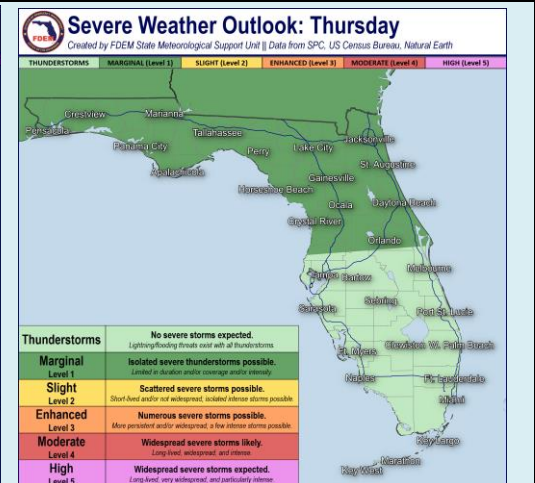 FDEM
Severe Weather Outlook: Thursday
Created by FDEM State Meteorological Support Unit || Data from SPC, US Census Bureau, Natural Earth
THUNDERSTORMS MARGINAL (Level 1) SLIGHT (Level 2) ENHANCED (Level 3) MODERATE (Level 4) HIGH (Level 5)
Crestview Marianna
Pensacola Tallahassee Jacksonville
Panama City Perry Lake City
Apalachicola St. Augustine
Gainesville
Horseshoe Beach
Ocala Daytona Beach
Crystal River
Orlando
Melbourne
Tampa Bartow
Sarasota Sebring Port St. Lucie
Ft. Myers Clewiston W. Palm Beach
Naples Ft. Lauderdale
Miami
Key Largo
Marathon
Key West
Thunderstorms No severe storms expected.
Lightning/flooding threats exist with all thunderstorms.
Marginal Isolated severe thunderstorms possible.
Level 1 Limited in duration and/or coverage and/or intensity.
Slight Scattered severe storms possible.
Level 2 Short-lived and/or not widespread, isolated intense storms possible.
Enhanced Numerous severe storms possible.
Level 3 More persistent and/or widespread, a few intense storms possible.
Moderate Widespread severe storms likely.
Level 4 Long-lived, widespread, and intense.
High Widespread severe storms expected.
Level 5 Long-lived, very widespread, and particularly intense.